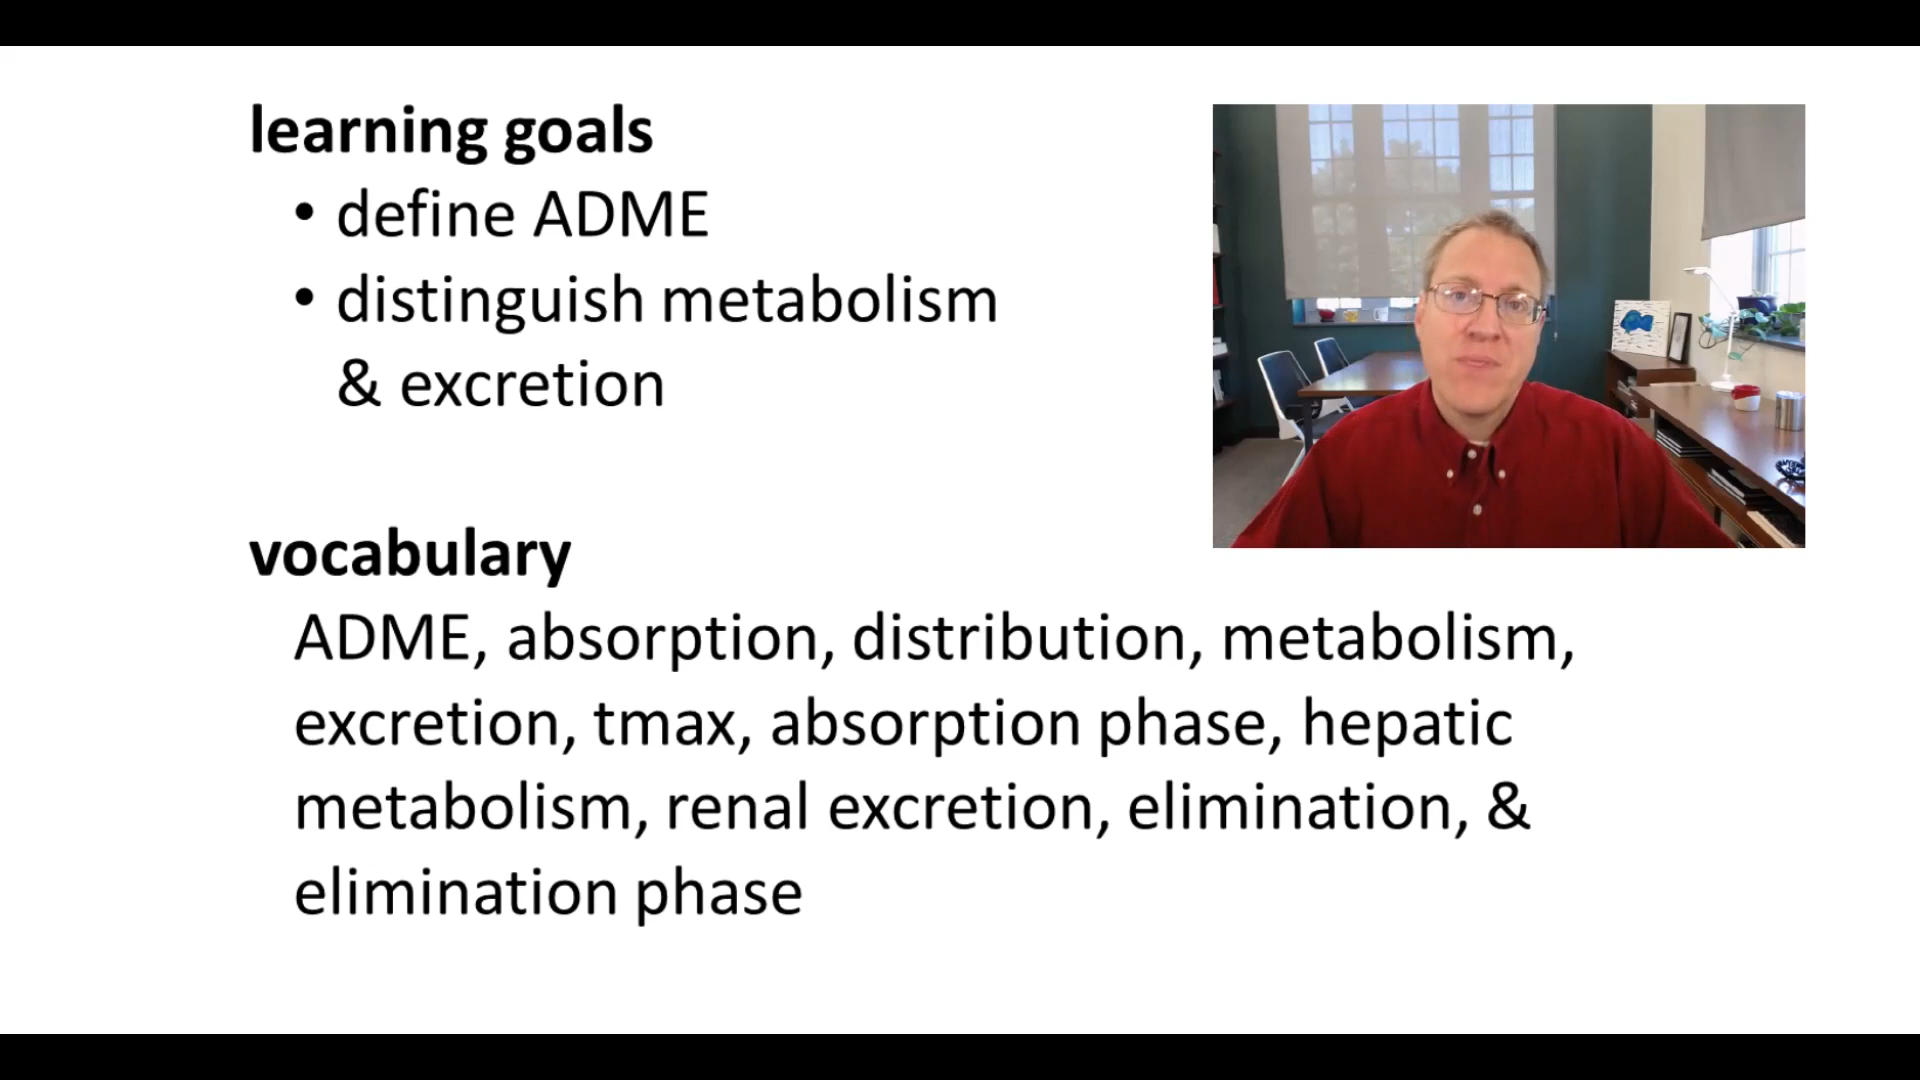 learning goals
• define ADME
• distinguish metabolism
& excretion
vocabulary
ADME, absorption, distribution, metabolism,
excretion, tmax, absorption phase, hepatic
metabolism, renal excretion, elimination, &
elimination phase